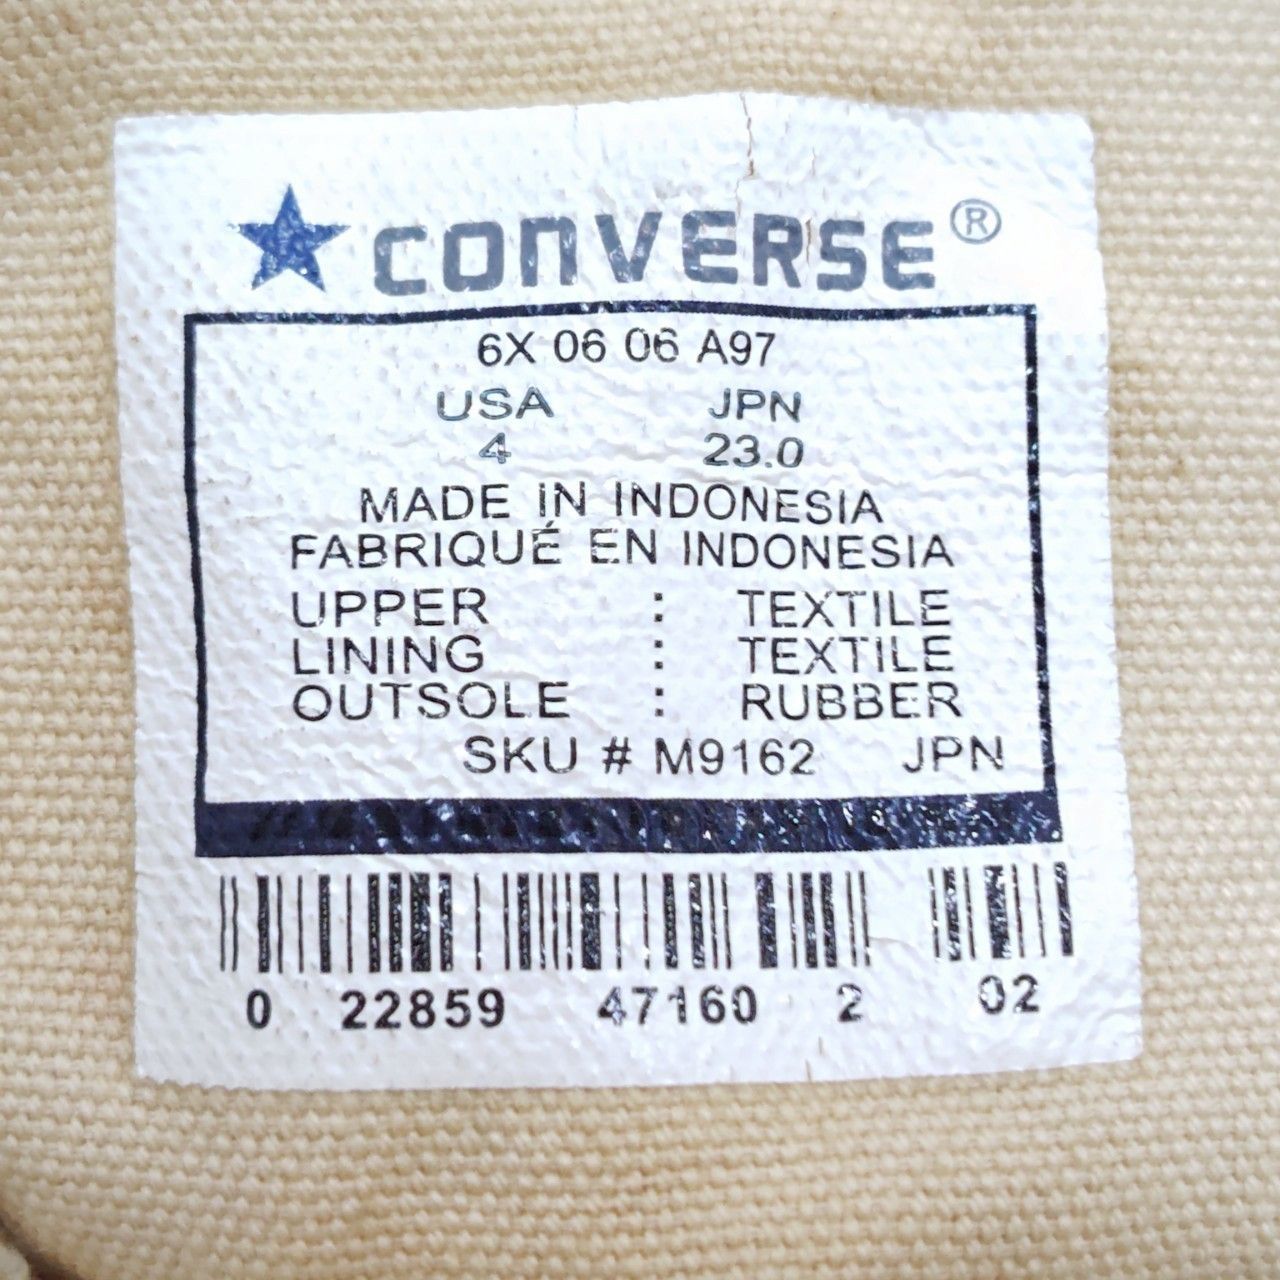 CONVERSE®
6X 06 06 A97
USA JPN
4 23.0
MADE IN INDONESIA
FABRIQUÉ EN INDONESIA
UPPER : TEXTILE
LINING : TEXTILE
OUTSOLE : RUBBER
SKU # M9162 JPN
0 22859 47160 2 02